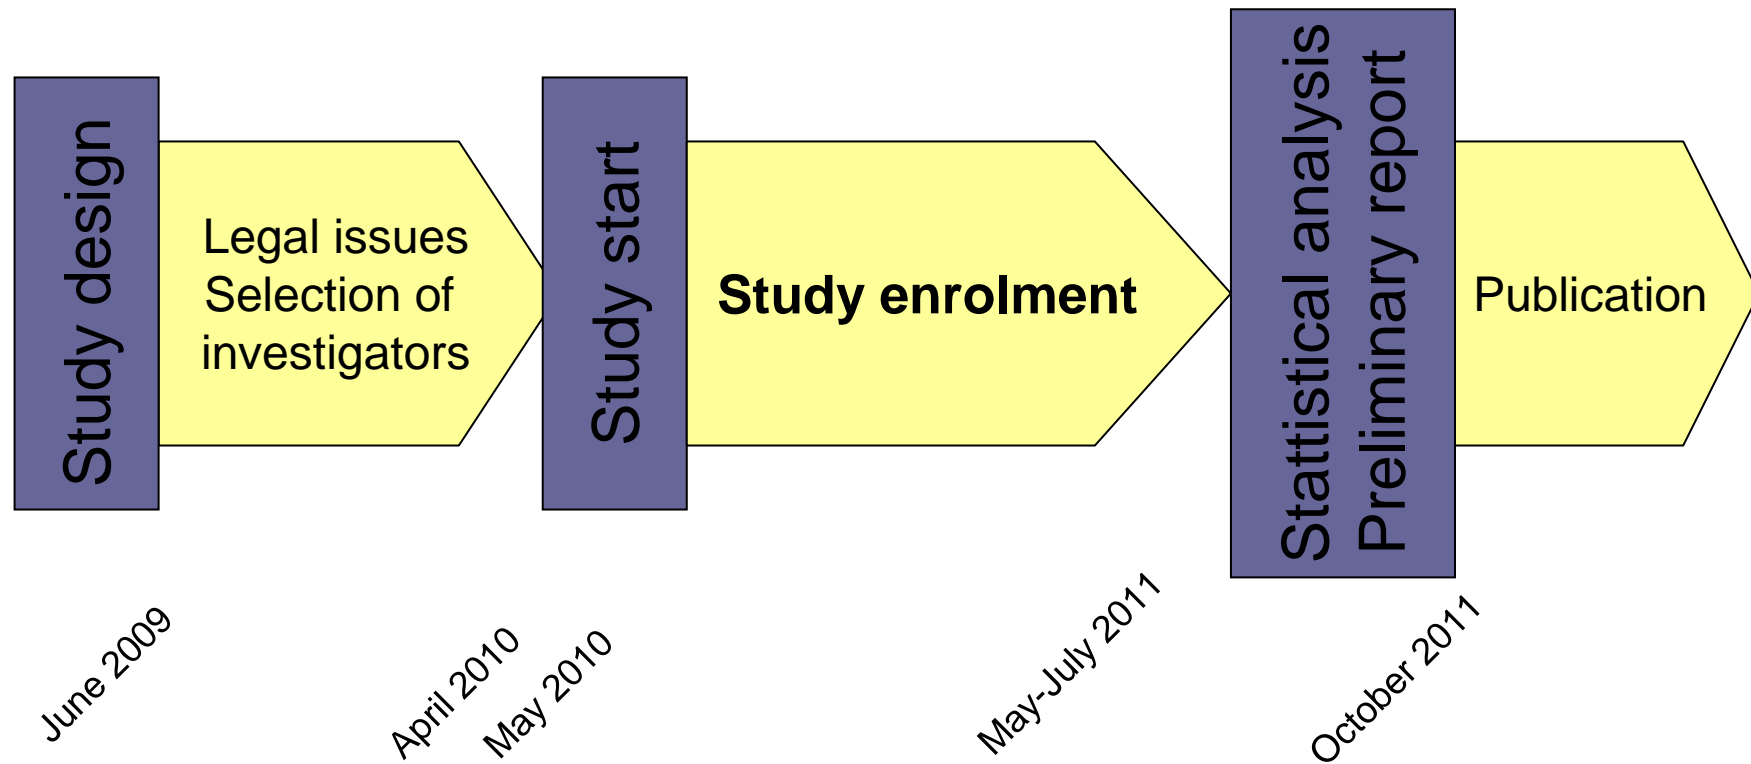 Study design
Legal issues
Selection of
investigators
Study start
Study enrolment
Stattistical analysis
Preliminary report
Publication
June 2009
April 2010
May 2010
May-July 2011
October 2011